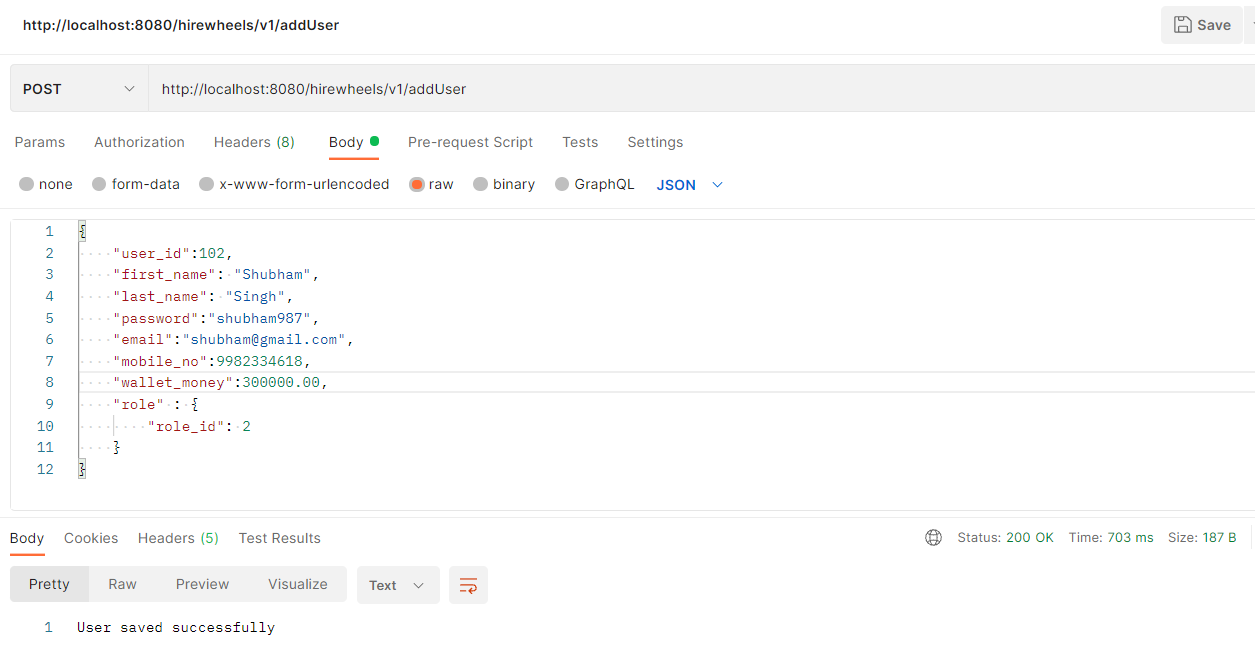 http://localhost:8080/hirewheels/v1/addUser Save
POST http://localhost:8080/hirewheels/v1/addUser
Params Authorization Headers (8) Body Pre-request Script Tests Settings
none form-data x-www-form-urlencoded raw binary GraphQL JSON
1 {
2 "user_id":102,
3 "first_name": "Shubham",
4 "last_name": "Singh",
5 "password":"shubham987",
6 "email":"shubham@gmail.com",
7 "mobile_no":9982334618,
8 "wallet_money":300000.00,
9 "role" : {
10 "role_id": 2
11 }
12 }
Body Cookies Headers (5) Test Results Status: 200 OK Time: 703 ms Size: 187 B
Pretty Raw Preview Visualize Text
1 User saved successfully